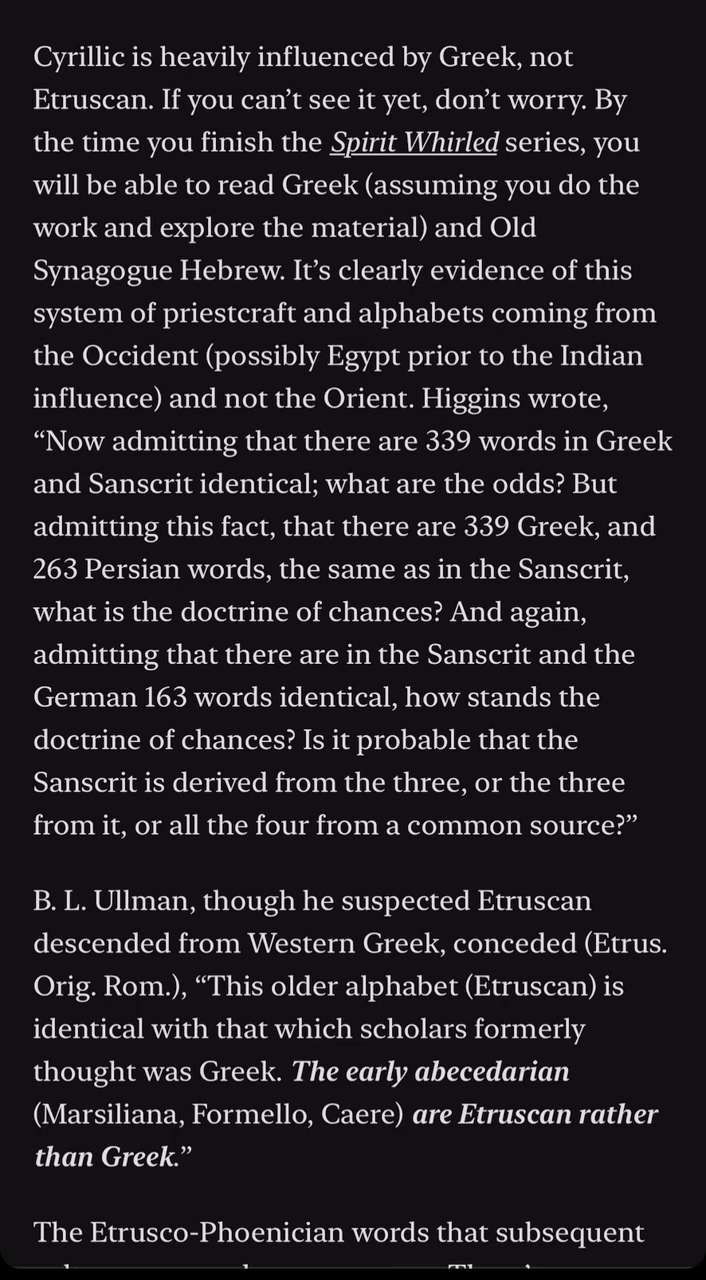 Cyrillic is heavily influenced by Greek, not
Etruscan. If you can’t see it yet, don’t worry. By
the time you finish the Spirit Whirled series, you
will be able to read Greek (assuming you do the
work and explore the material) and Old
Synagogue Hebrew. It’s clearly evidence of this
system of priestcraft and alphabets coming from
the Occident (possibly Egypt prior to the Indian
influence) and not the Orient. Higgins wrote,
“Now admitting that there are 339 words in Greek
and Sanscrit identical; what are the odds? But
admitting this fact, that there are 339 Greek, and
263 Persian words, the same as in the Sanscrit,
what is the doctrine of chances? And again,
admitting that there are in the Sanscrit and the
German 163 words identical, how stands the
doctrine of chances? Is it probable that the
Sanscrit is derived from the three, or the three
from it, or all the four from a common source?”
B. L. Ullman, though he suspected Etruscan
descended from Western Greek, conceded (Etrus.
Orig. Rom.), “This older alphabet (Etruscan) is
identical with that which scholars formerly
thought was Greek. The early abecedarian
(Marsiliana, Formello, Caere) are Etruscan rather
than Greek.”
The Etrusco-Phoenician words that subsequent